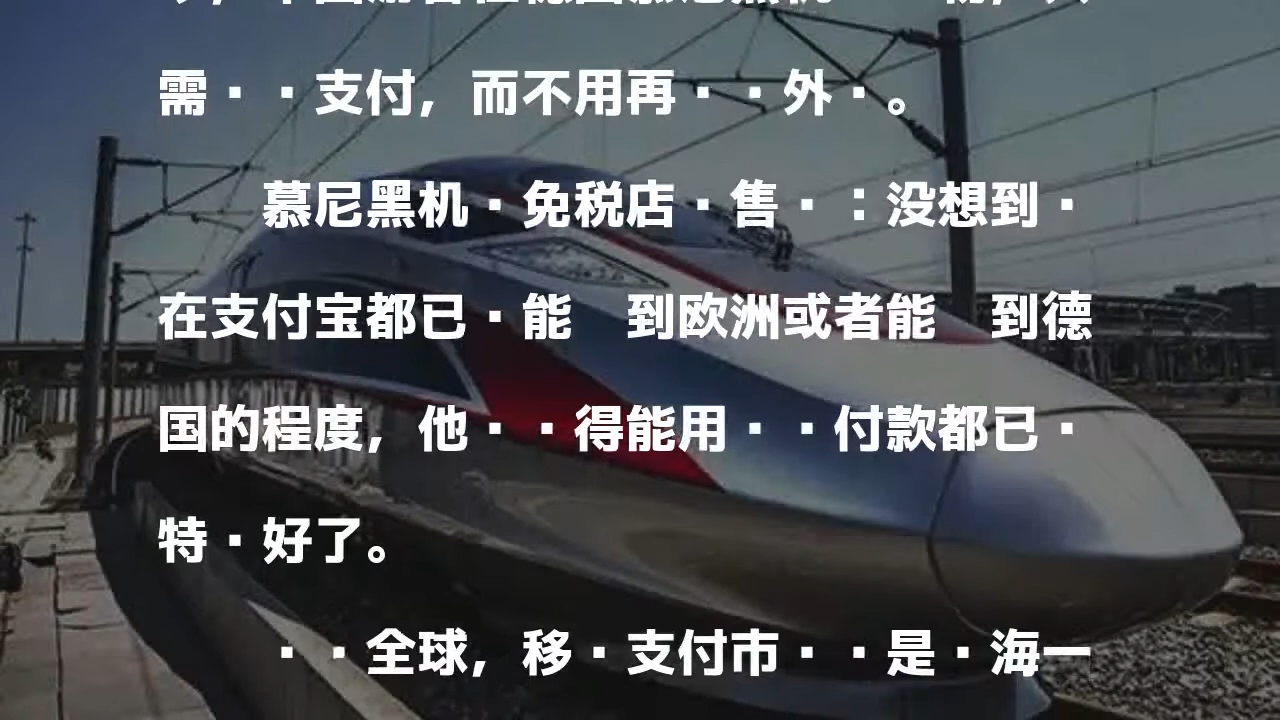 需··支付，而不用再··外·。
慕尼黑机·免税店·售·：没想到·
在支付宝都已·能 到欧洲或者能 到德
国的程度，他··得能用··付款都已·
特·好了。
··全球，移·支付市··是·海一